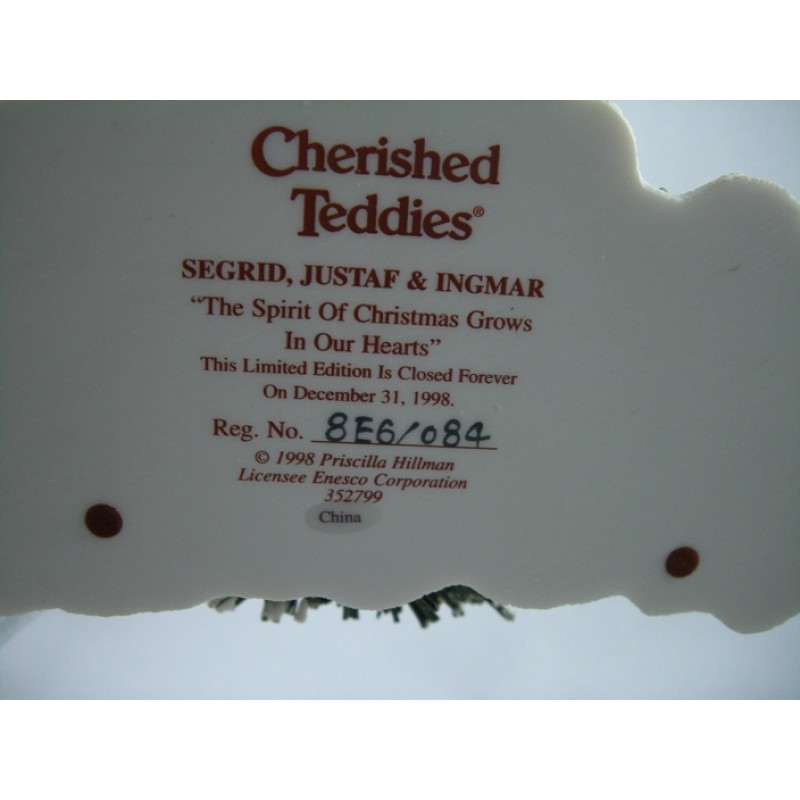 Cherished
Teddies®
SEGRID, JUSTAF & INGMAR
“The Spirit Of Christmas Grows
In Our Hearts”
This Limited Edition Is Closed Forever
On December 31, 1998.
Reg. No. 8E6/084
© 1998 Priscilla Hillman
Licensee Enesco Corporation
352799
China